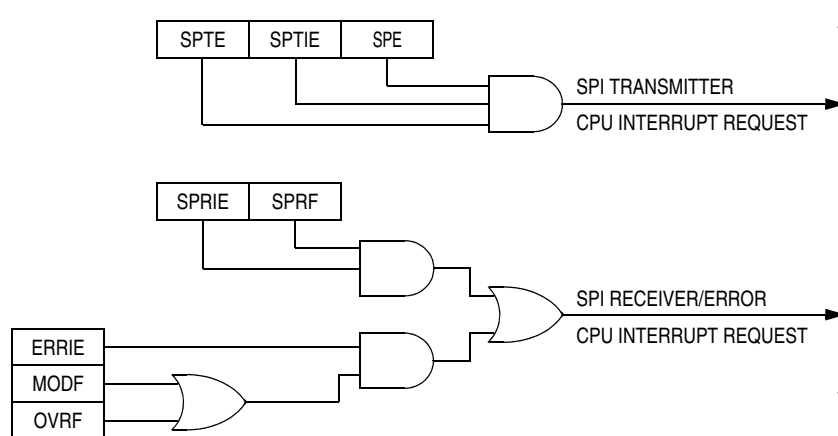 SPTE SPTIE SPE
SPI TRANSMITTER
CPU INTERRUPT REQUEST
SPRIE SPRF
SPI RECEIVER/ERROR
CPU INTERRUPT REQUEST
ERRIE
MODF
OVRF